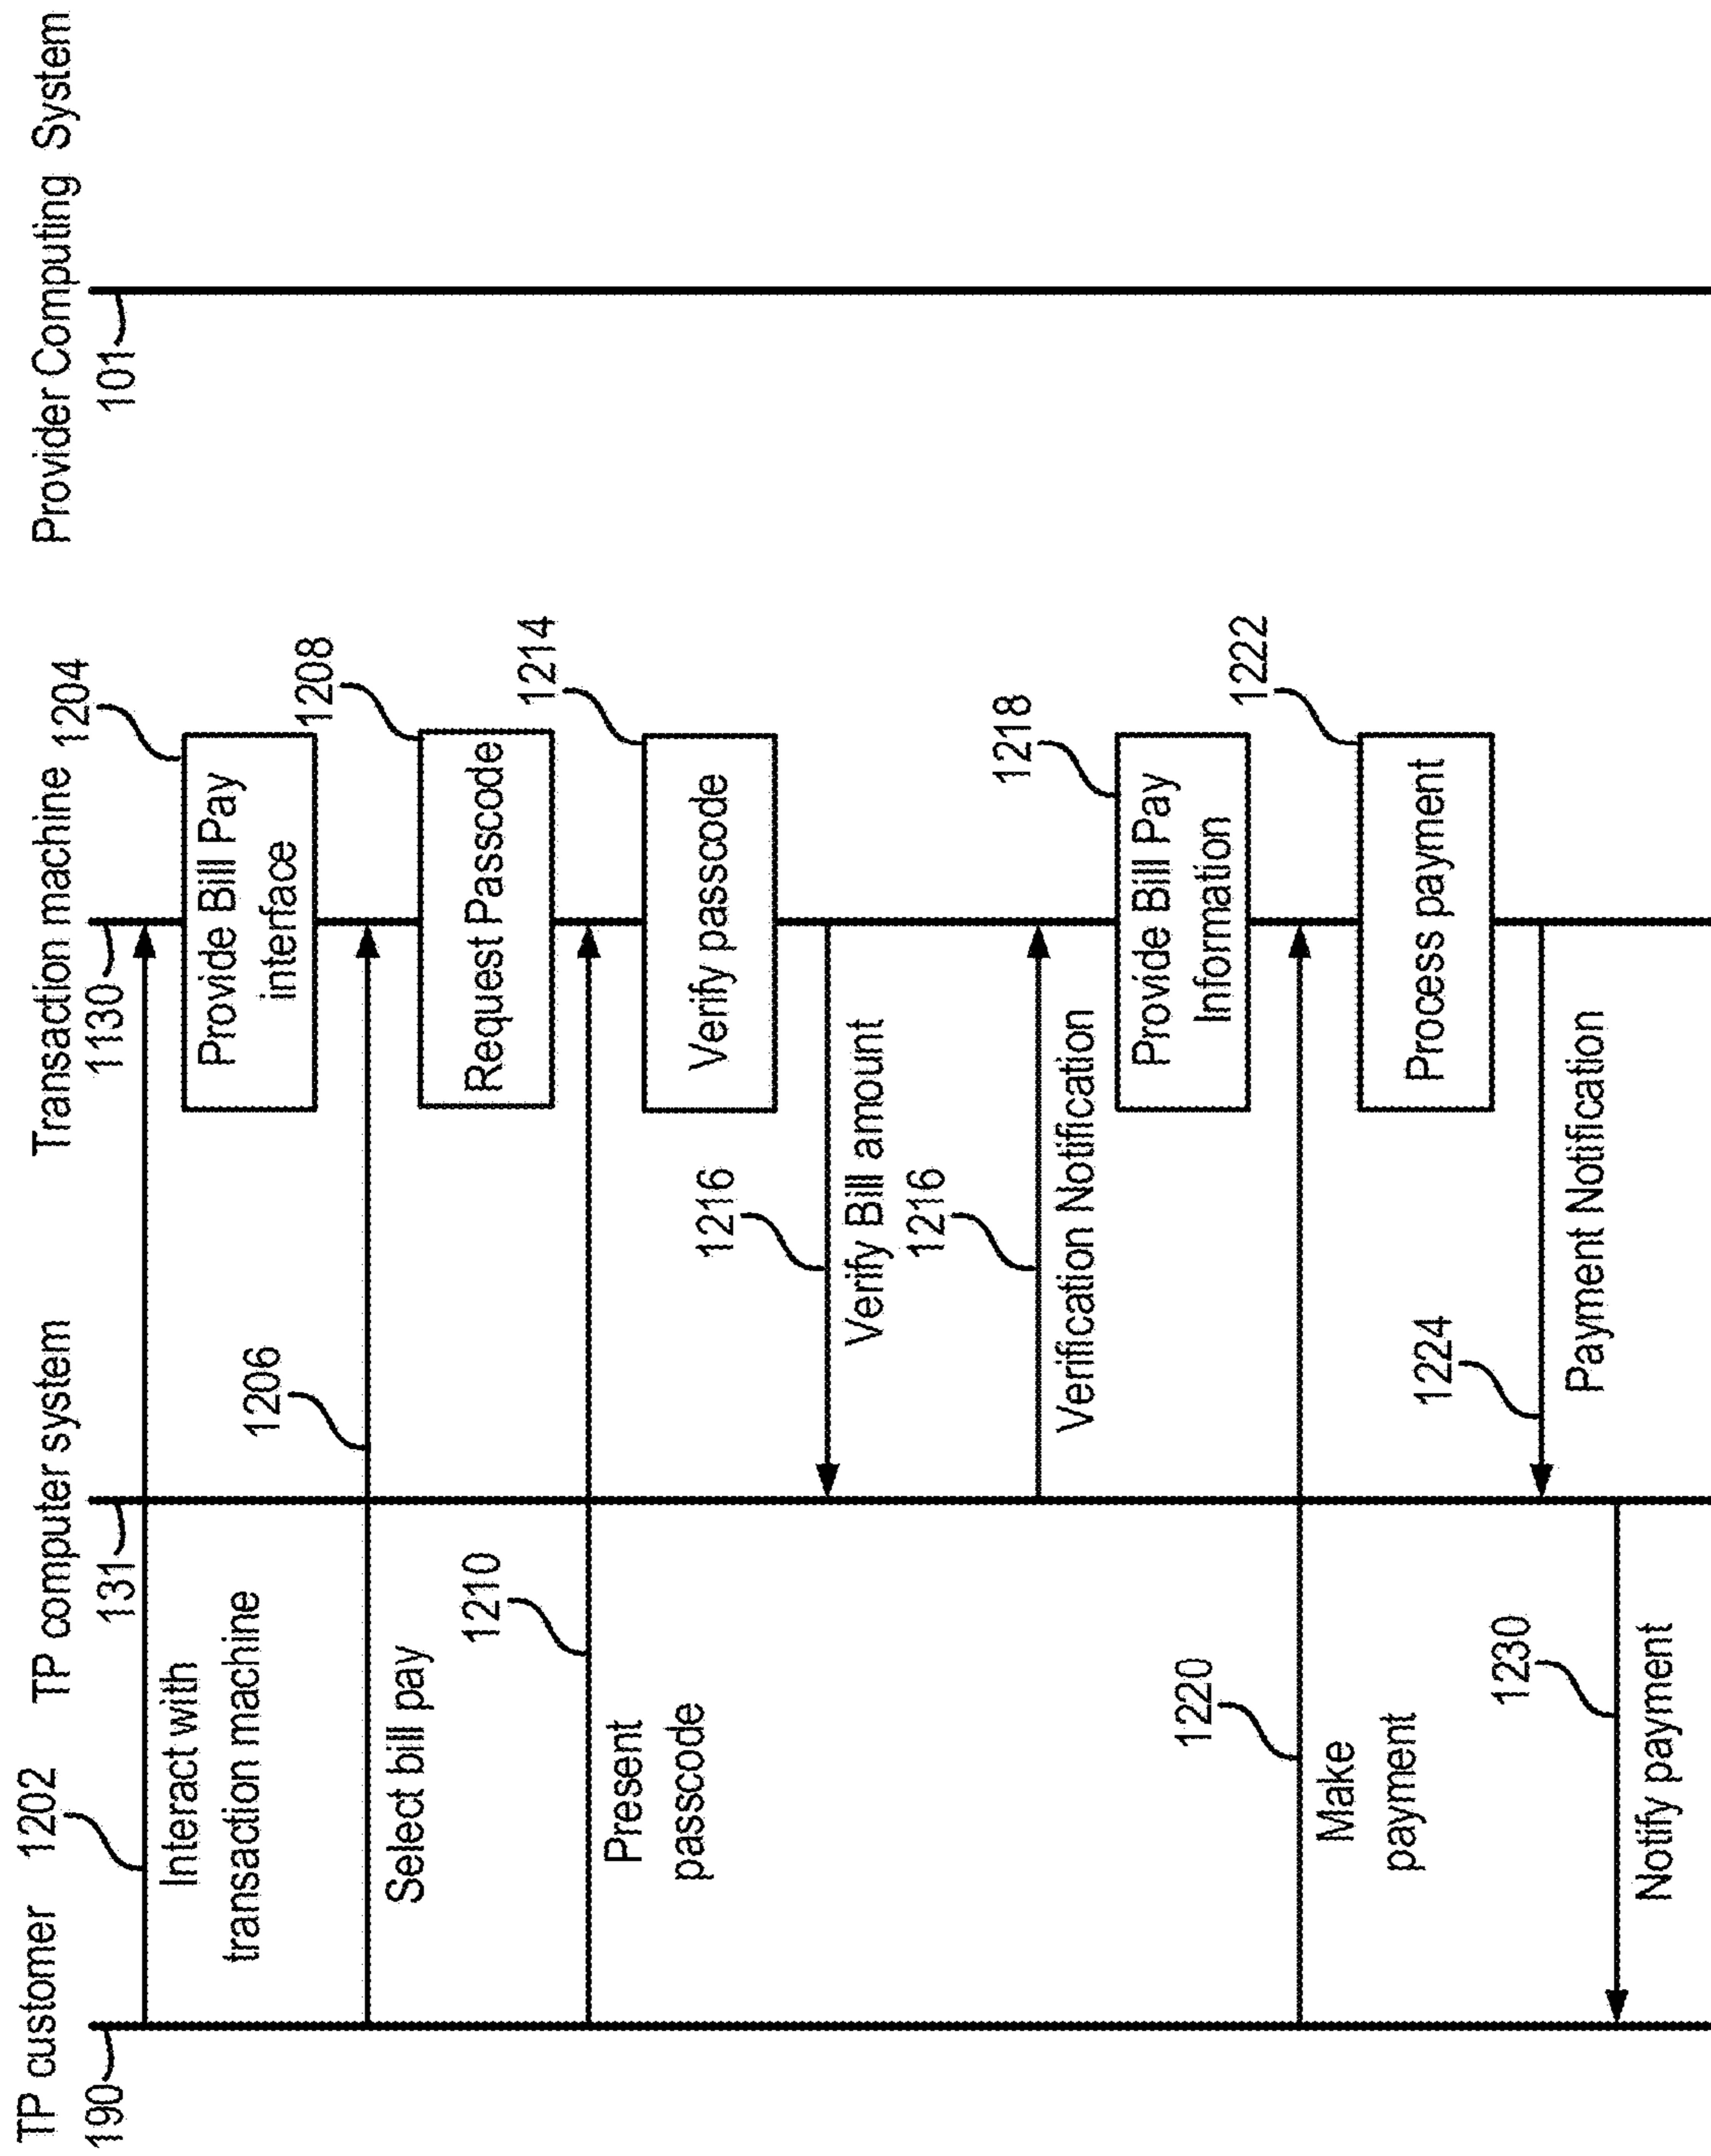 TP customer
190
1202
TP computer system
131
Transaction machine
130
Provider Computing System
101
Interact with
transaction machine
1204
Provide Bill Pay
interface
1206
Select bill pay
1208
Request Passcode
1210
Present
passcode
1214
Verify passcode
1216
Verify Bill amount
1216
Verification Notification
1218
Provide Bill Pay
Information
1220
Make
payment
1222
Process payment
1224
Payment Notification
1230
Notify payment